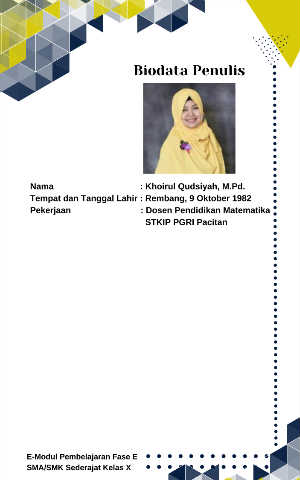 Biodata Penulis
Nama : Khoirul Qudsiyah, M.Pd.
Tempat dan Tanggal Lahir : Rembang, 9 Oktober 1982
Pekerjaan : Dosen Pendidikan Matematika
STKIP PGRI Pacitan
E-Modul Pembelajaran Fase E
SMA/SMK Sederajat Kelas X